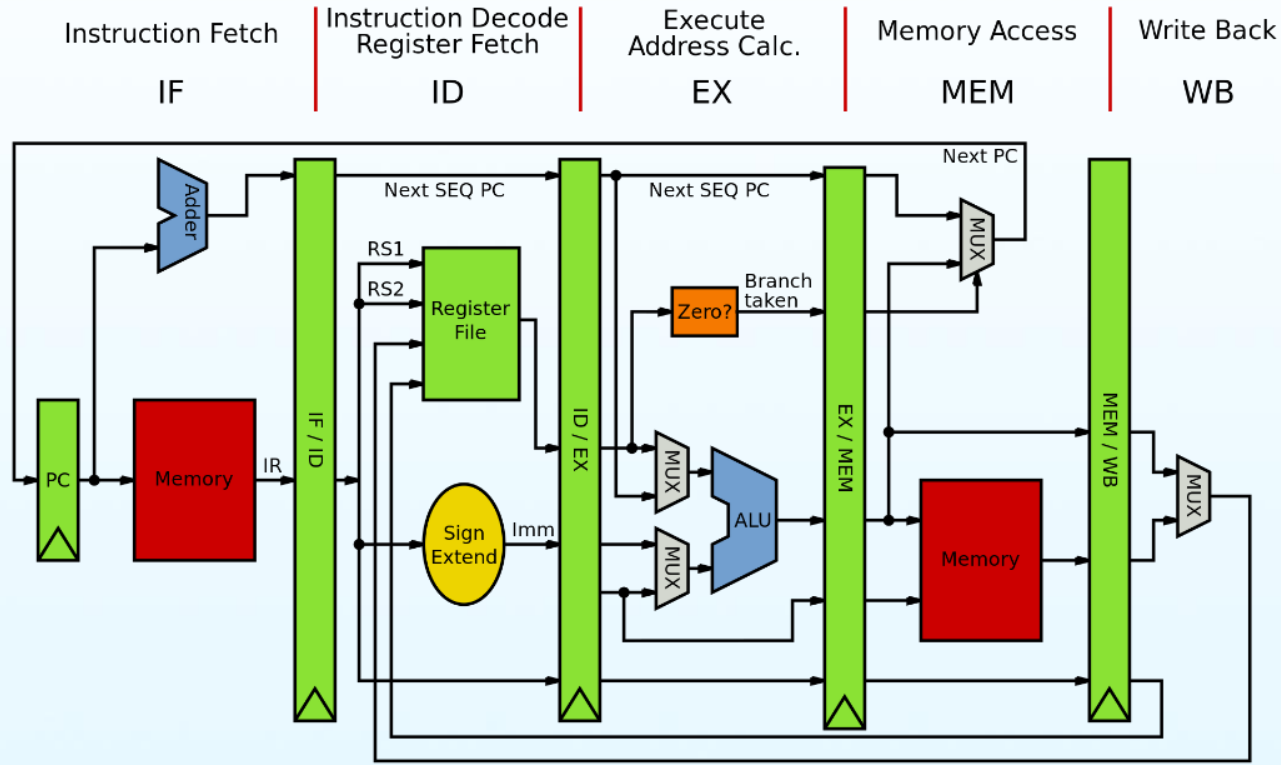 Instruction Fetch
IF
Instruction Decode
Register Fetch
ID
Execute
Address Calc.
EX
Memory Access
MEM
Write Back
WB
Next PC
Adder
Next SEQ PC
Next SEQ PC
MUX
RS1
RS2
Register
File
Branch
taken
Zero?
IF / ID
ID / EX
EX / MEM
MEM / WB
PC
Memory
IR
Sign
Extend
Imm
MUX
MUX
ALU
Memory
MUX